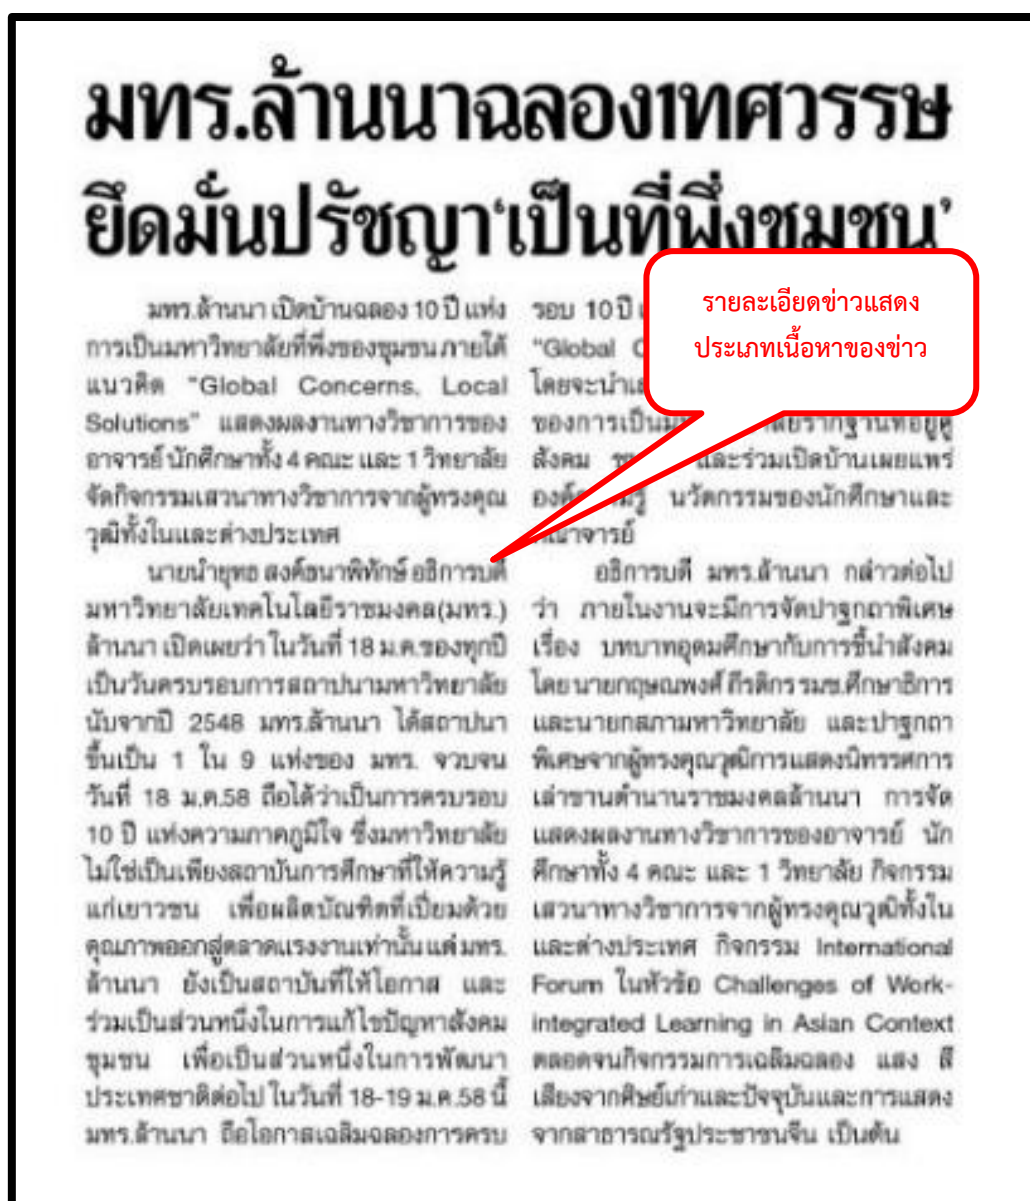 มทร.ล้านนาฉลอง1ทศวรรษ
ยึดมั่นปรัชญา‘เป็นที่พึ่งชุมชน’
มทร.ล้านนา เปิดบ้านฉลอง 10 ปี แห่ง
การเป็นมหาวิทยาลัยที่พึ่งของชุมชน ภายใต้
แนวคิด "Global Concerns, Local
Solutions" แสดงผลงานทางวิชาการของ
อาจารย์ นักศึกษาทั้ง 4 คณะ และ 1 วิทยาลัย
จัดกิจกรรมเสวนาทางวิชาการจากผู้ทรงคุณ
วุฒิทั้งในและต่างประเทศ
นายนำยุทธ สงค์ธนาพิทักษ์ อธิการบดี
มหาวิทยาลัยเทคโนโลยีราชมงคล(มทร.)
ล้านนา เปิดเผยว่า ในวันที่ 18 ม.ค.ของทุกปี
เป็นวันครบรอบการสถาปนามหาวิทยาลัย
นับจากปี 2548 มทร.ล้านนา ได้สถาปนา
ขึ้นเป็น 1 ใน 9 แห่งของ มทร. จวบจน
วันที่ 18 ม.ค.58 ถือได้ว่าเป็นการครบรอบ
10 ปี แห่งความภาคภูมิใจ ซึ่งมหาวิทยาลัย
ไม่ใช่เป็นเพียงสถาบันการศึกษาที่ให้ความรู้
แก่เยาวชน เพื่อผลิตบัณฑิตที่เปี่ยมด้วย
คุณภาพออกสู่ตลาดแรงงานเท่านั้น แต่ มทร.
ล้านนา ยังเป็นสถาบันที่ให้โอกาส และ
ร่วมเป็นส่วนหนึ่งในการแก้ไขปัญหาสังคม
ชุมชน เพื่อเป็นส่วนหนึ่งในการพัฒนา
ประเทศชาติต่อไป ในวันที่ 18-19 ม.ค.58 นี้
มทร.ล้านนา ถือโอกาสเฉลิมฉลองการครบ
รอบ 10 ปี
"Global
โดยจะนำ
ของการเป็น รากฐานที่อยู่คู่
สังคม และร่วมเปิดบ้านเผยแพร่
นวัตกรรมของนักศึกษาและ
คณาจารย์
อธิการบดี มทร.ล้านนา กล่าวต่อไป
ว่า ภายในงานจะมีการจัดปาฐกถาพิเศษ
เรื่อง บทบาทอุดมศึกษากับการชี้นำสังคม
โดย นายกฤษณพงศ์ กีรติกร รมช.ศึกษาธิการ
และนายกสภามหาวิทยาลัย และปาฐกถา
พิเศษจากผู้ทรงคุณวุฒิการแสดงนิทรรศการ
เล่าขานตำนานราชมงคลล้านนา การจัด
แสดงผลงานทางวิชาการของอาจารย์ นัก
ศึกษาทั้ง 4 คณะ และ 1 วิทยาลัย กิจกรรม
เสวนาทางวิชาการจากผู้ทรงคุณวุฒิทั้งใน
และต่างประเทศ กิจกรรม International
Forum ในหัวข้อ Challenges of Work-
integrated Learning in Asian Context
ตลอดจนกิจกรรมการเฉลิมฉลอง แสง สี
เสียงจากศิษย์เก่าและปัจจุบันและการแสดง
จากสาธารณรัฐประชาชนจีน เป็นต้น
รายละเอียดข่าวแสดง
ประเภทเนื้อหาของข่าว